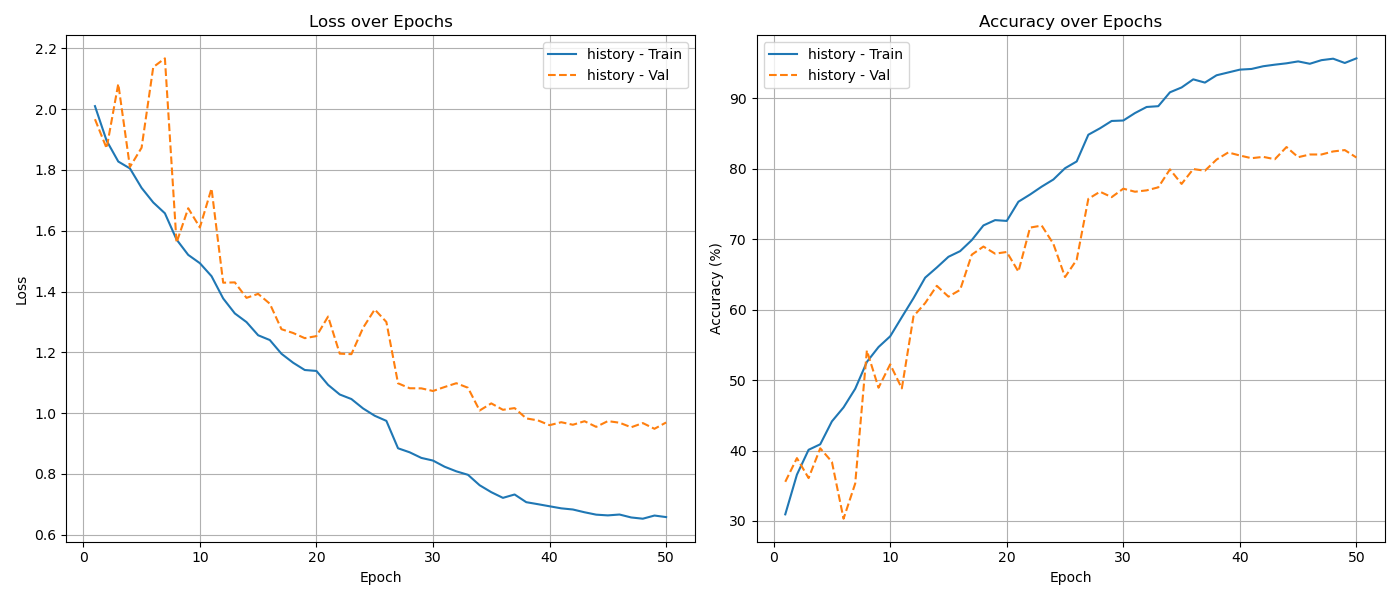 Loss over Epochs
history - Train
history - Val
2.2
2.0
1.8
1.6
1.4
1.2
1.0
0.8
0.6
Loss
0 10 20 30 40 50
Epoch
Accuracy over Epochs
history - Train
history - Val
90
80
70
60
50
40
30
Accuracy (%)
0 10 20 30 40 50
Epoch